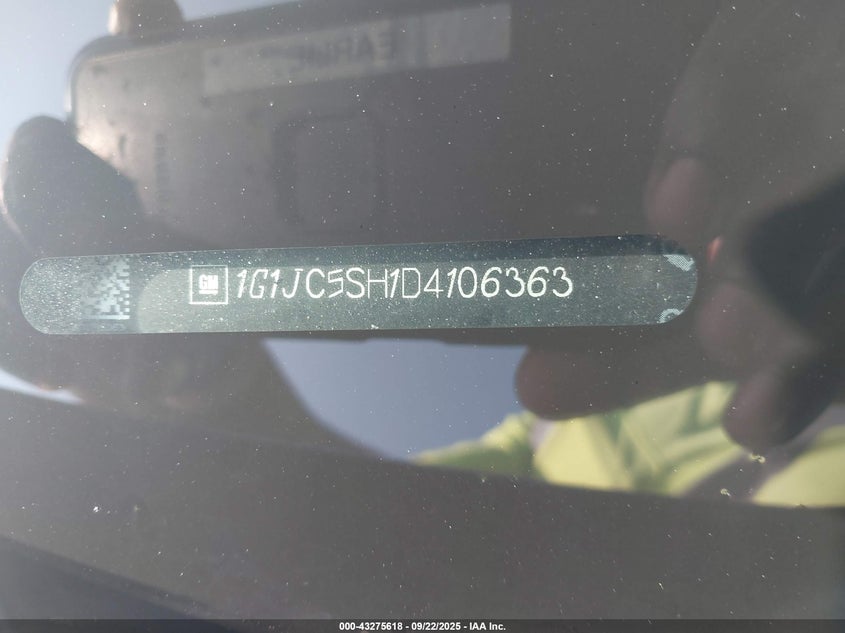 GM 1G1JC5SH1D4106363
000-43275618 - 09/22/2025 - IAA Inc.